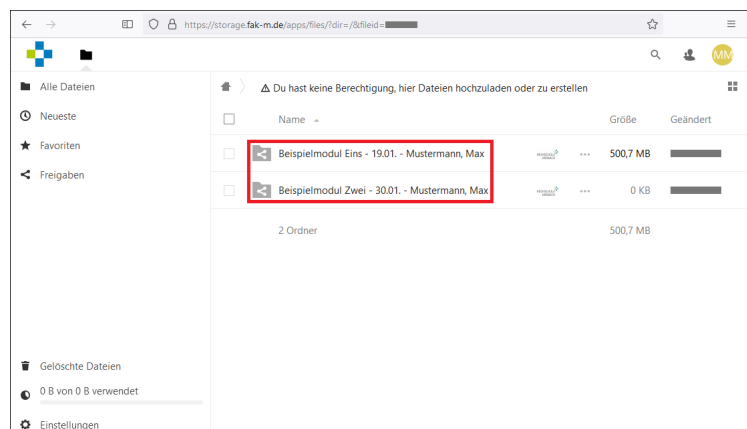 https://storage.fak-m.de/apps/files/?dir=/&fileid=
MM
Alle Dateien
Neueste
Favoriten
Freigaben
Du hast keine Berechtigung, hier Dateien hochzuladen oder zu erstellen
Name Größe Geändert
Beispielmodul Eins - 19.01. - Mustermann, Max 500,7 MB
Beispielmodul Zwei - 30.01. - Mustermann, Max 0 KB
2 Ordner 500,7 MB
Gelöschte Dateien
0 B von 0 B verwendet
Einstellungen